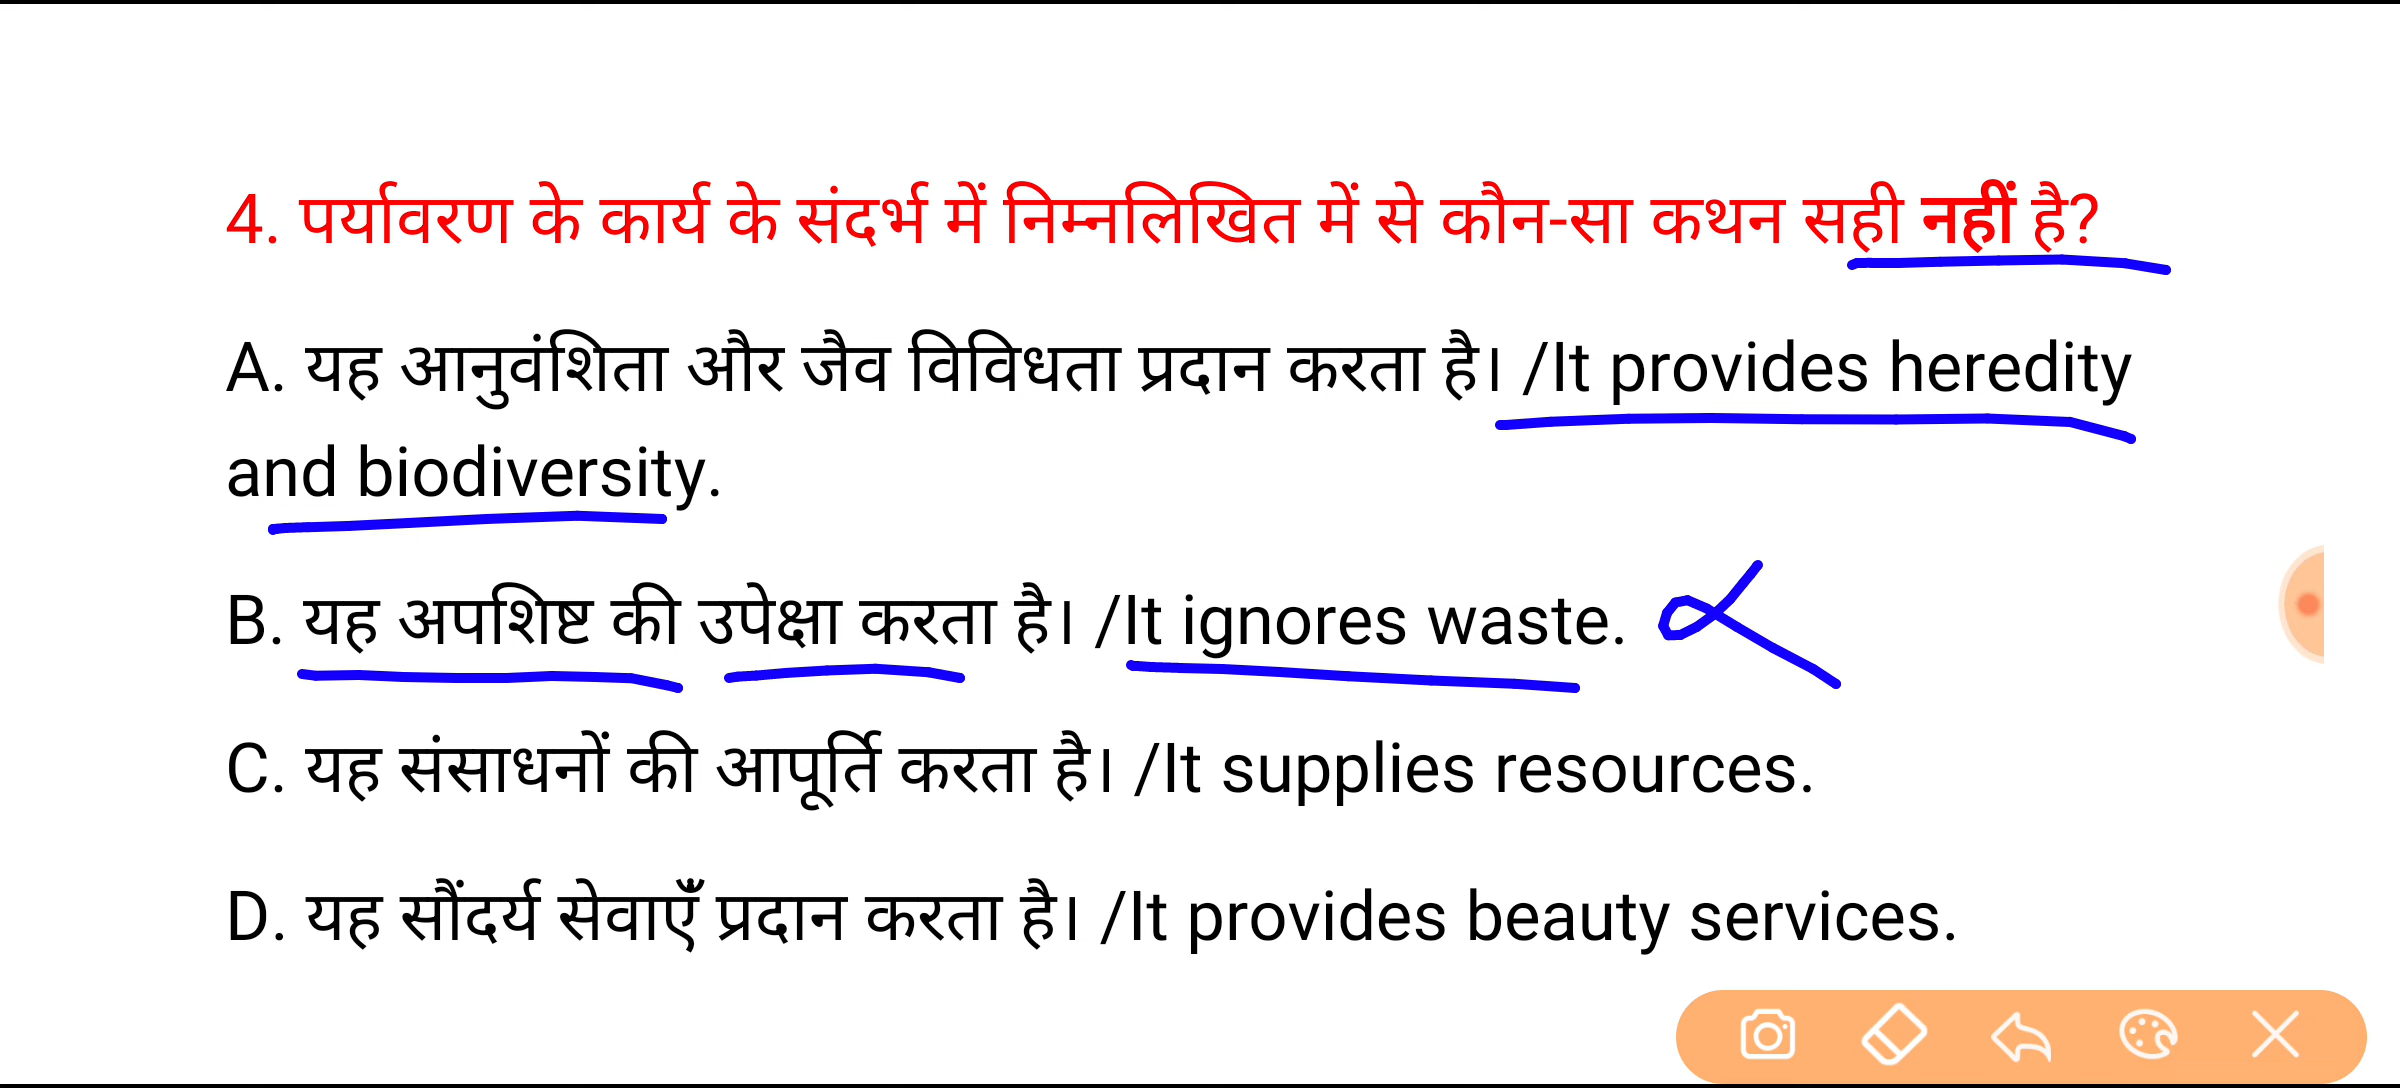 4. पर्यावरण के कार्य के संदर्भ में निम्नलिखित में से कौन-सा कथन सही नहीं है?
A. यह आनुवंशिता और जैव विविधता प्रदान करता है। /It provides heredity
and biodiversity.
B. यह अपशिष्ट की उपेक्षा करता है। /It ignores waste.
C. यह संसाधनों की आपूर्ति करता है। /It supplies resources.
D. यह सौंदर्य सेवाएँ प्रदान करता है। /It provides beauty services.